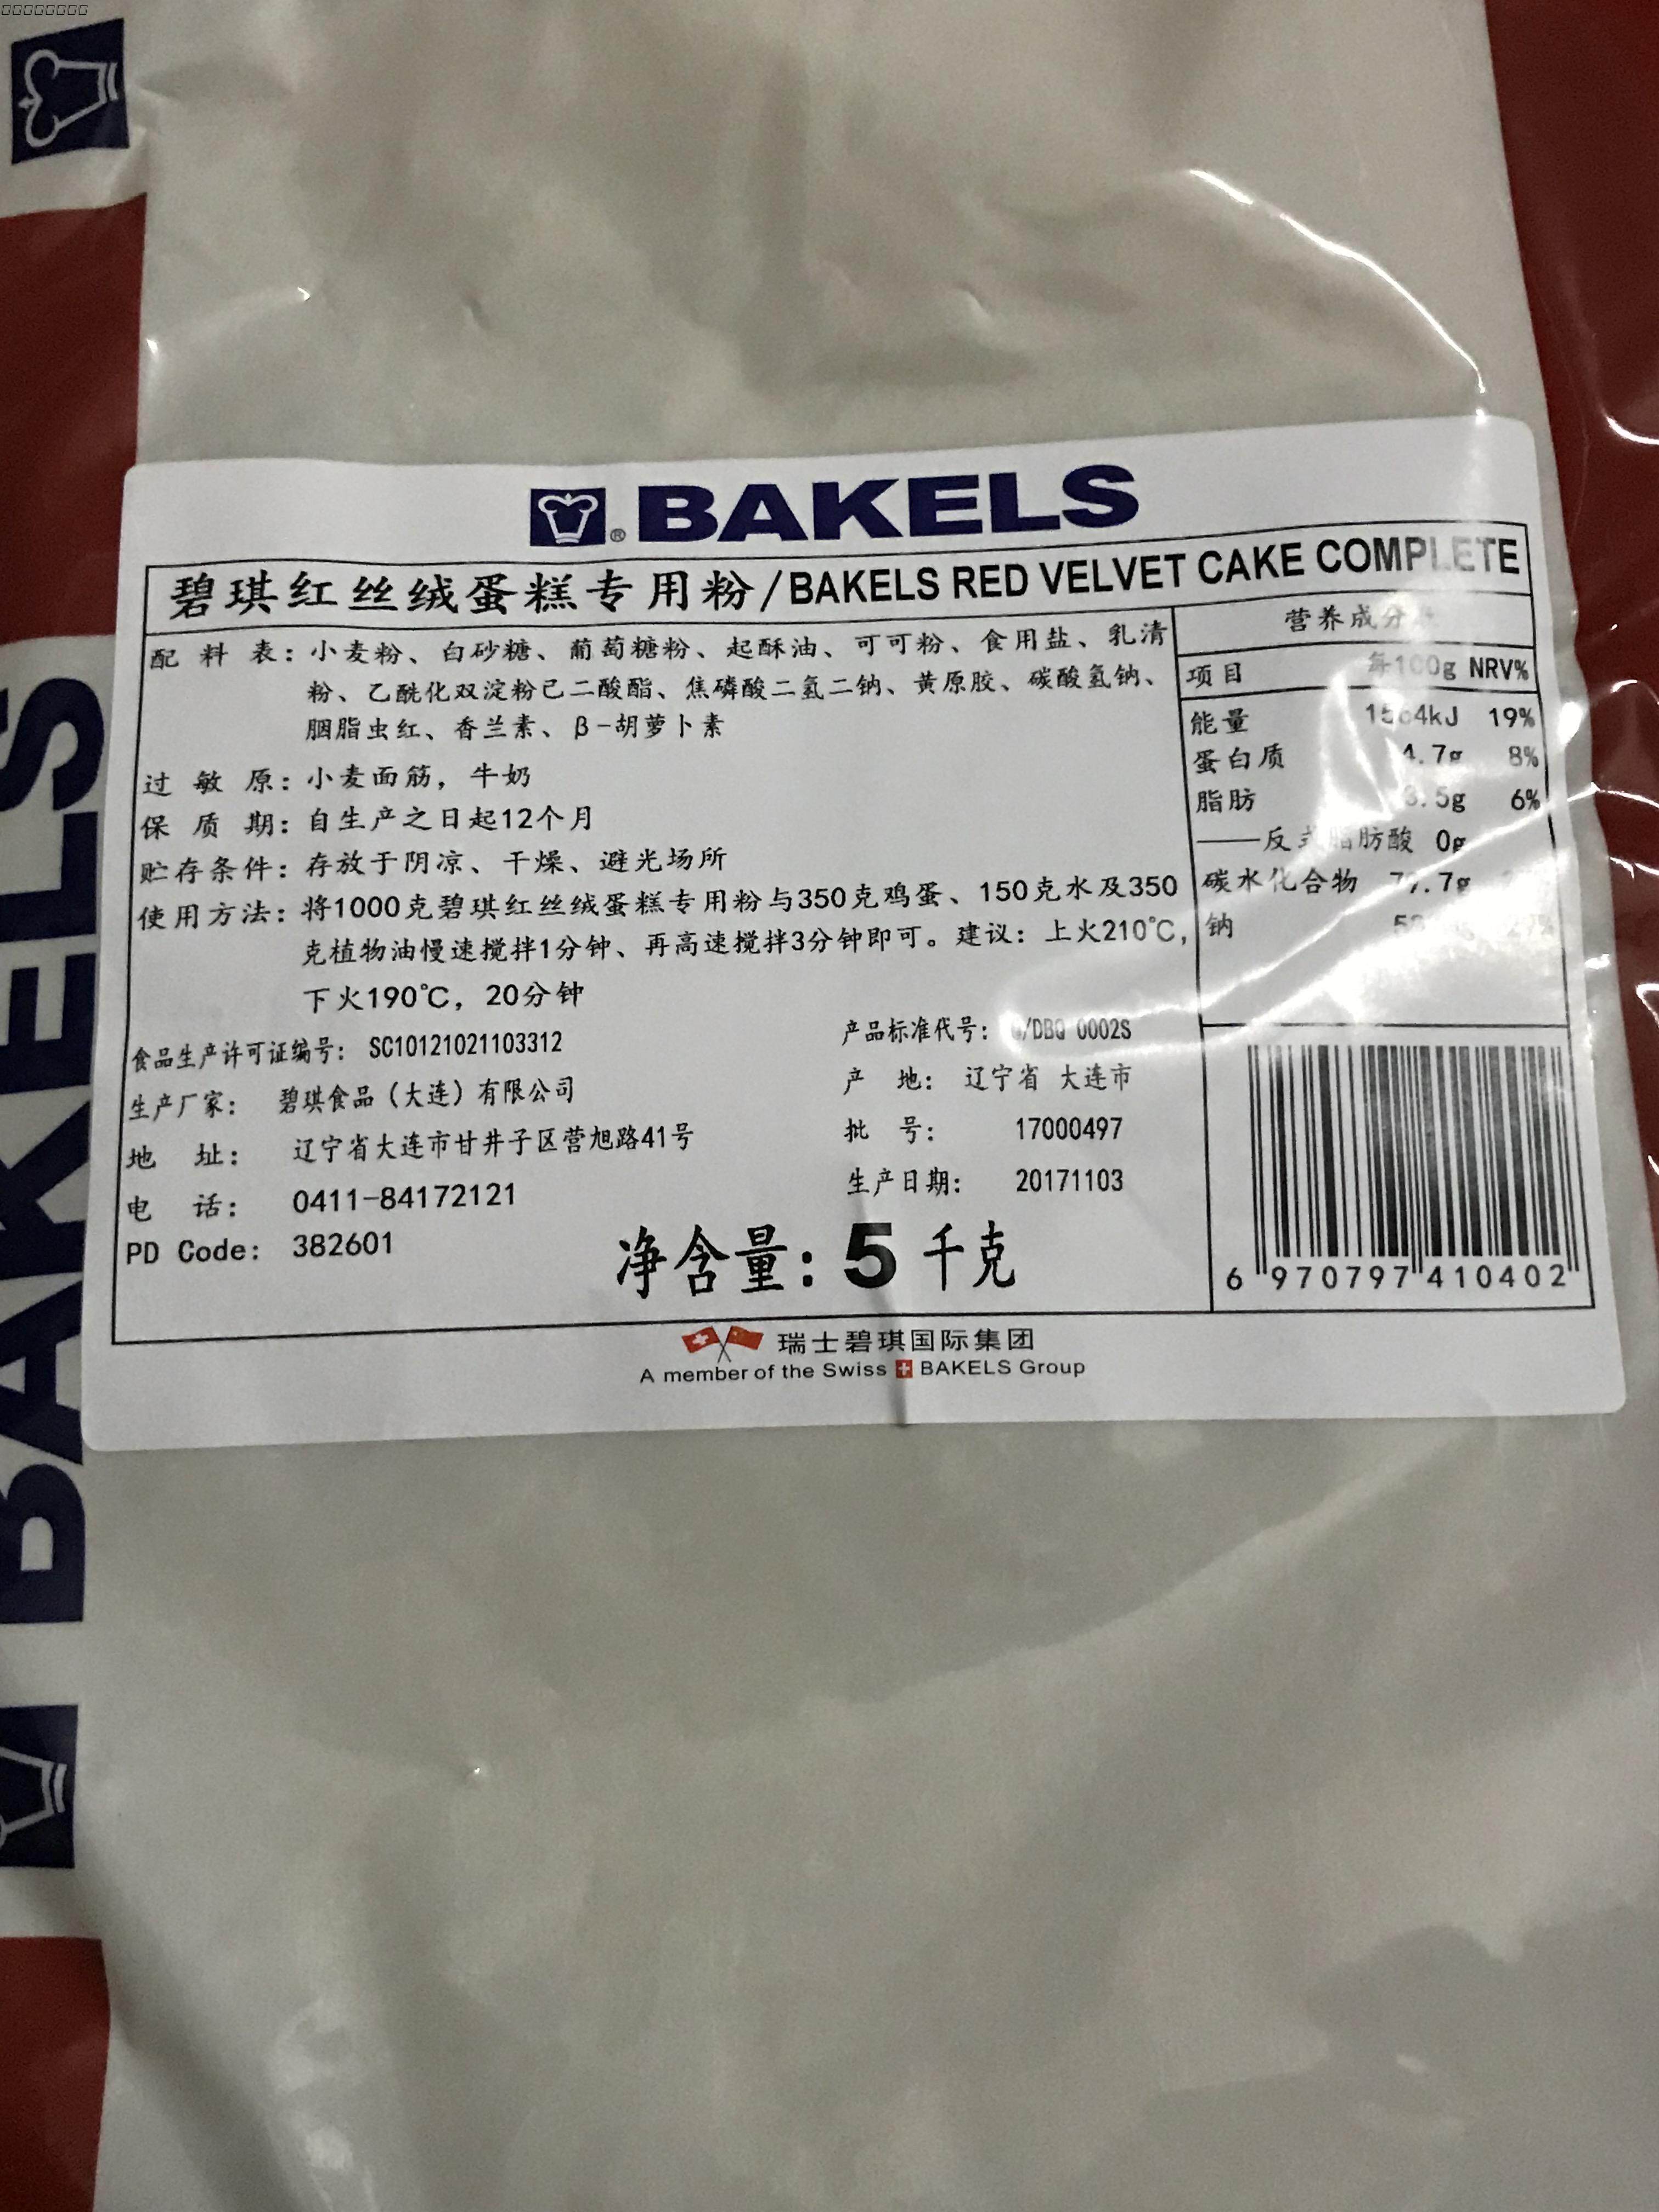 BAKELS
BAKELS
碧琪红丝绒蛋糕专用粉/BAKELS RED VELVET CAKE COMPLETE
配料表：小麦粉、白砂糖、葡萄糖粉、起酥油、可可粉、食用盐、乳清
粉、乙酰化双淀粉己二酸酯、焦磷酸二氢二钠、黄原胶、碳酸氢钠、
胭脂虫红、香兰素、β-胡萝卜素
过敏原：小麦面筋，牛奶
保质期：自生产之日起12个月
贮存条件：存放于阴凉、干燥、避光场所
使用方法：将1000克碧琪红丝绒蛋糕专用粉与350克鸡蛋、150克水及350
克植物油慢速搅拌1分钟、再高速搅拌3分钟即可。建议：上火210℃，
下火190℃，20分钟
食品生产许可证编号：SC10121021103312
生产厂家：碧琪食品（大连）有限公司
地址：辽宁省大连市甘井子区营旭路41号
电话：0411-84172121
PD Code: 382601
产品标准代号：/DBQ 0002S
产地：辽宁省 大连市
批号：17000497
生产日期：20171103
净含量：5千克
营养成分
项目 每100g NRV%
能量 19%
蛋白质 4.7g 8%
脂肪 6%
——反式脂肪酸 0g
碳水化合物
钠
6 970797 410402
瑞士碧琪国际集团
A member of the Swiss BAKELS Group